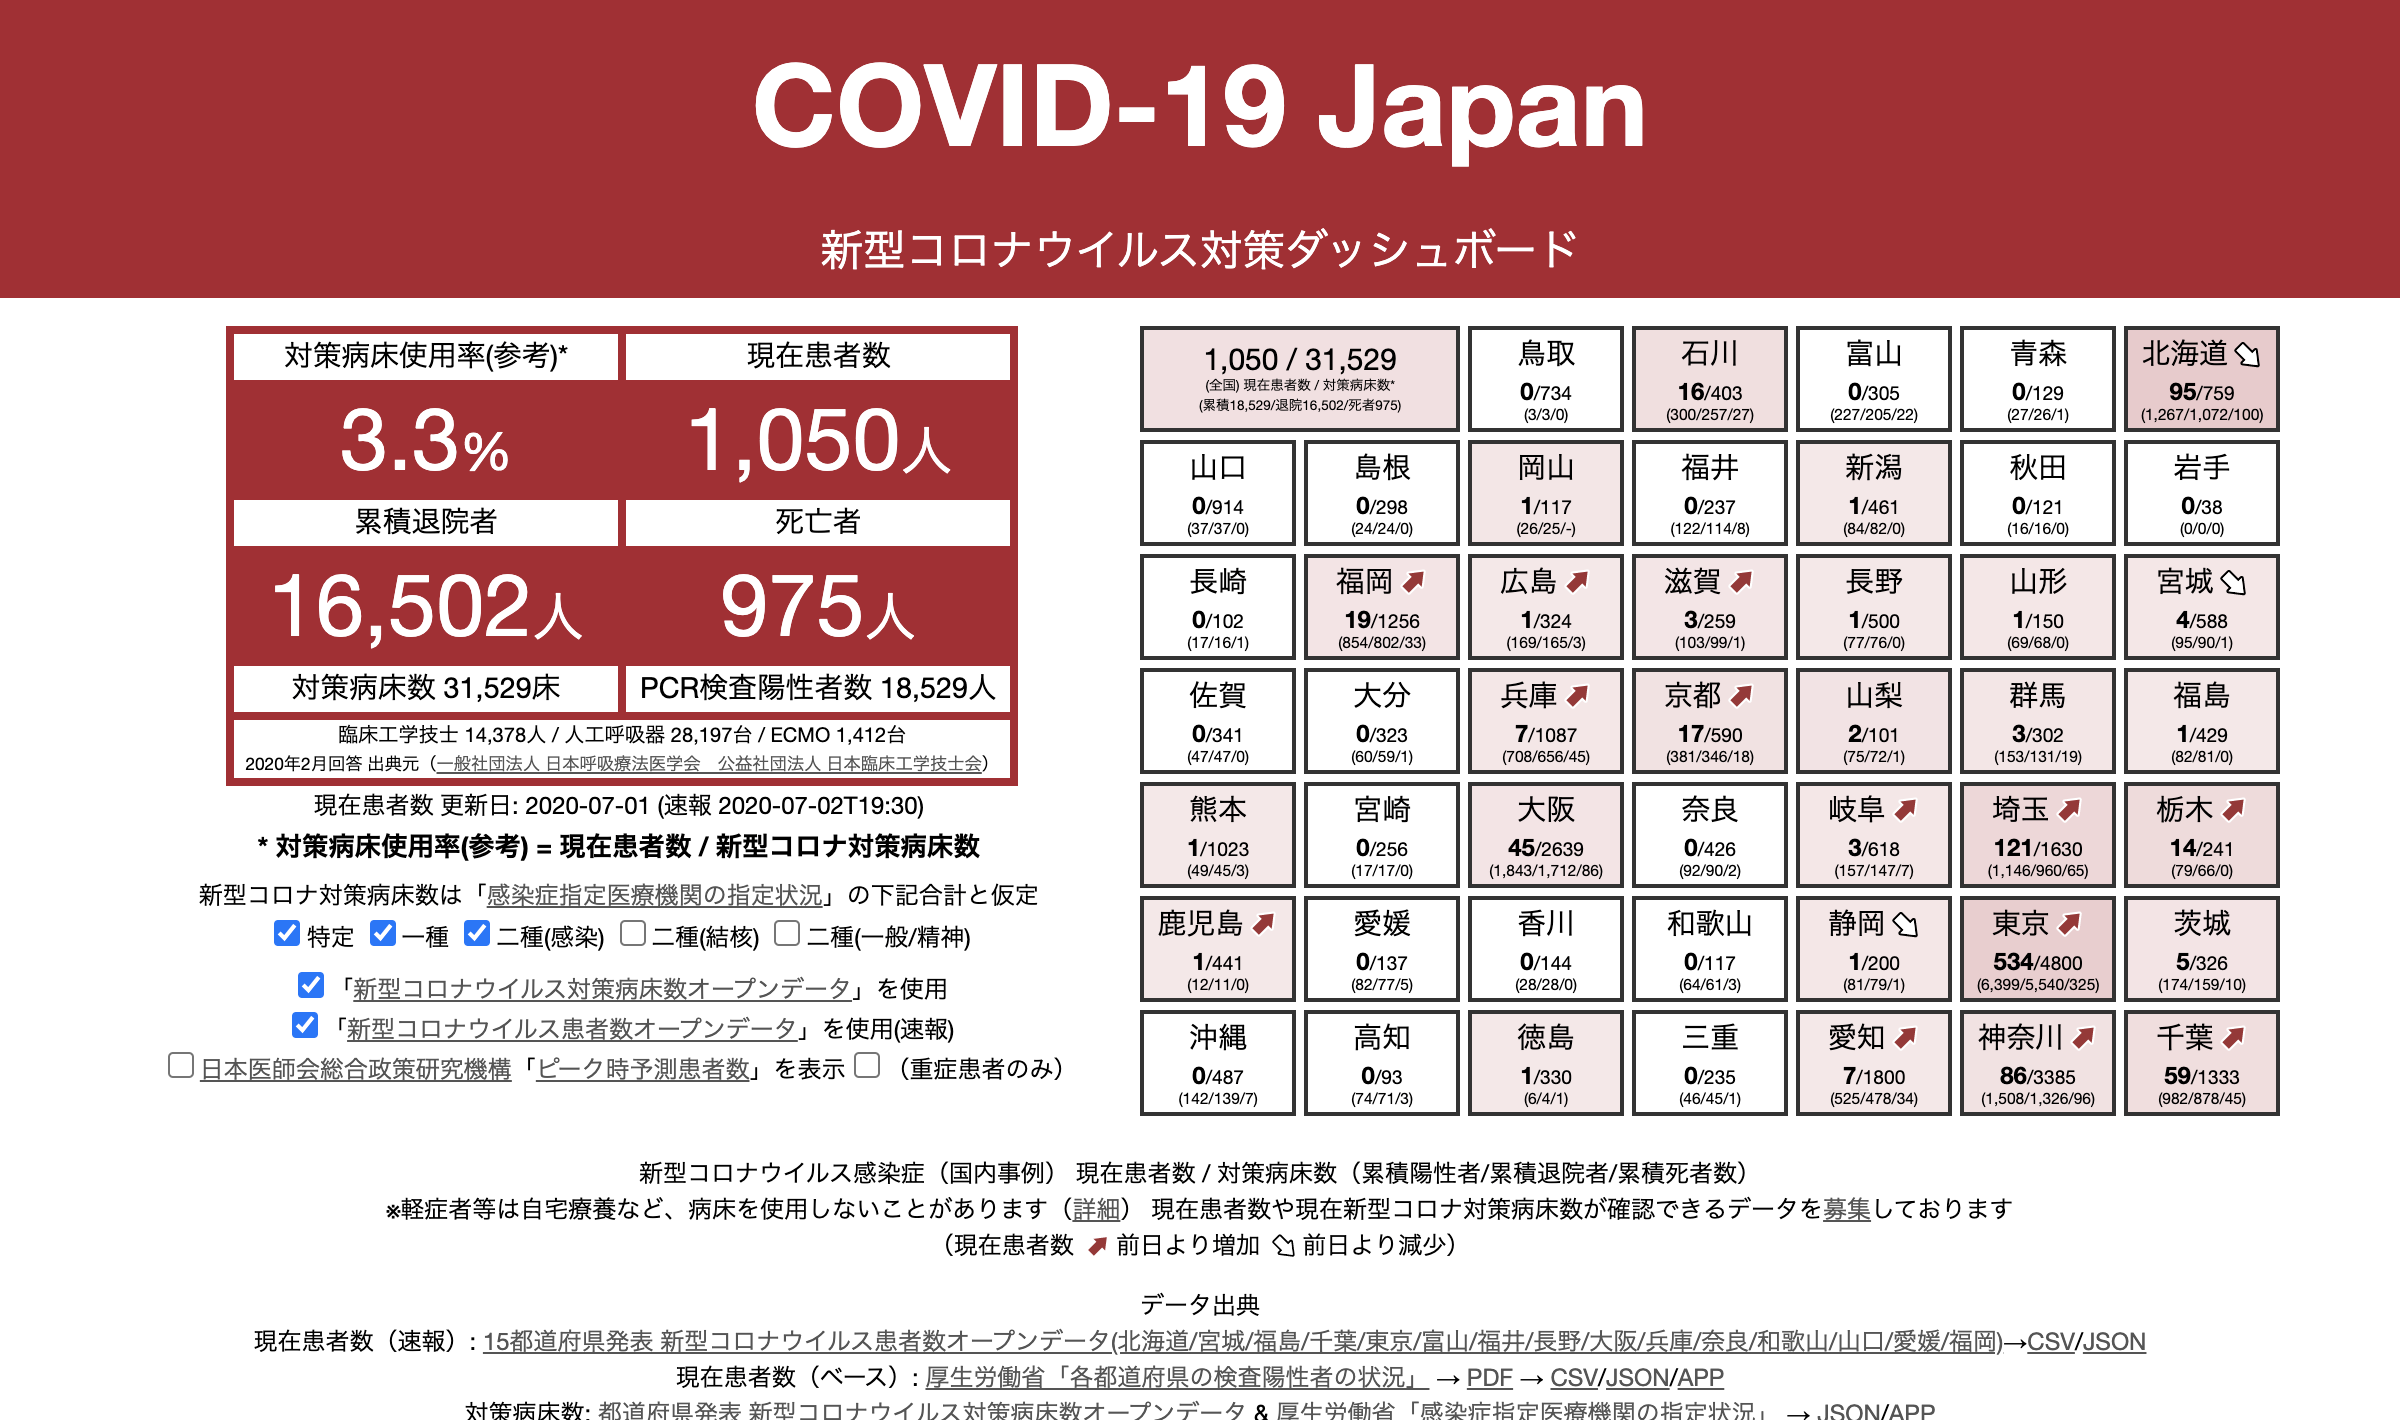 COVID-19 Japan
新型コロナウイルス対策ダッシュボード
対策病床使用率(参考)*
現在患者数
3.3%
1,050人
累積退院者
死亡者
16,502人
975人
対策病床数 31,529床
PCR検査陽性者数 18,529人
臨床工学技士 14,378人 / 人工呼吸器 28,197台 / ECMO 1,412台
2020年2月回答 出典元（一般社団法人 日本呼吸療法医学会　公益社団法人 日本臨床工学技士会）
現在患者数 更新日: 2020-07-01 (速報 2020-07-02T19:30)
* 対策病床使用率(参考) = 現在患者数 / 新型コロナ対策病床数
新型コロナ対策病床数は「感染症指定医療機関の指定状況」の下記合計と仮定
特定 一種 二種(感染) 二種(結核) 二種(一般/精神)
「新型コロナウイルス対策病床数オープンデータ」を使用
「新型コロナウイルス患者数オープンデータ」を使用(速報)
日本医師会総合政策研究機構「ピーク時予測患者数」を表示 （重症患者のみ）
1,050 / 31,529
(全国) 現在患者数 / 対策病床数*
(累積18,529/退院16,502/死者975)
鳥取
0/734
(3/3/0)
石川
16/403
(300/257/27)
富山
0/305
(227/205/22)
青森
0/129
(27/26/1)
北海道
95/759
(1,267/1,072/100)
山口
0/914
(37/37/0)
島根
0/298
(24/24/0)
岡山
1/117
(26/25/-)
福井
0/237
(122/114/8)
新潟
1/461
(84/82/0)
秋田
0/121
(16/16/0)
岩手
0/38
(0/0/0)
長崎
0/102
(17/16/1)
福岡
19/1256
(854/802/33)
広島
1/324
(169/165/3)
滋賀
3/259
(103/99/1)
長野
1/500
(77/76/0)
山形
1/150
(69/68/0)
宮城
4/588
(95/90/1)
佐賀
0/341
(47/47/0)
大分
0/323
(60/59/1)
兵庫
7/1087
(708/656/45)
京都
17/590
(381/346/18)
山梨
2/101
(75/72/1)
群馬
3/302
(153/131/19)
福島
1/429
(82/81/0)
熊本
1/1023
(49/45/3)
宮崎
0/256
(17/17/0)
大阪
45/2639
(1,843/1,712/86)
奈良
0/426
(92/90/2)
岐阜
3/618
(157/147/7)
埼玉
121/1630
(1,146/960/65)
栃木
14/241
(79/66/0)
鹿児島
1/441
(12/11/0)
愛媛
0/137
(82/77/5)
香川
0/144
(28/28/0)
和歌山
0/117
(64/61/3)
静岡
1/200
(81/79/1)
東京
534/4800
(6,399/5,540/325)
茨城
5/326
(174/159/10)
沖縄
0/487
(142/139/7)
高知
0/93
(74/71/3)
徳島
1/330
(6/4/1)
三重
0/235
(46/45/1)
愛知
7/1800
(525/478/34)
神奈川
86/3385
(1,508/1,326/96)
千葉
59/1333
(982/878/45)
新型コロナウイルス感染症（国内事例） 現在患者数 / 対策病床数（累積陽性者/累積退院者/累積死者数）
※軽症者等は自宅療養など、病床を使用しないことがあります（詳細） 現在患者数や現在新型コロナ対策病床数が確認できるデータを募集しております
（現在患者数 前日より増加 前日より減少）
データ出典
現在患者数（速報）: 15都道府県発表 新型コロナウイルス患者数オープンデータ(北海道/宮城/福島/千葉/東京/富山/福井/長野/大阪/兵庫/奈良/和歌山/山口/愛媛/福岡)→CSV/JSON
現在患者数（ベース）: 厚生労働省「各都道府県の検査陽性者の状況」 → PDF → CSV/JSON/APP
対策病床数: 都道府県発表 新型コロナウイルス対策病床数オープンデータ & 厚生労働省「感染症指定医療機関の指定状況」 → JSON/APP